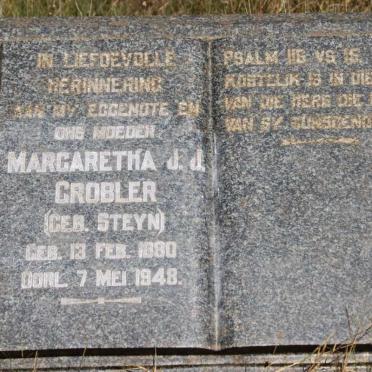 IN LIEFDEVOLLE
HERINNERING
AAN MY EGGENOTE EN
ONS MOEDER
MARGARETHA J. J.
GROBLER
(GEB. STEYN)
GEB. 13 FEB. 1890
OORL. 7 MEI 1948.
PSALM 116 VS 15
KOSTELIK IS IN DIE
VAN DIE HERE DIE
VAN SY GUNSGENO